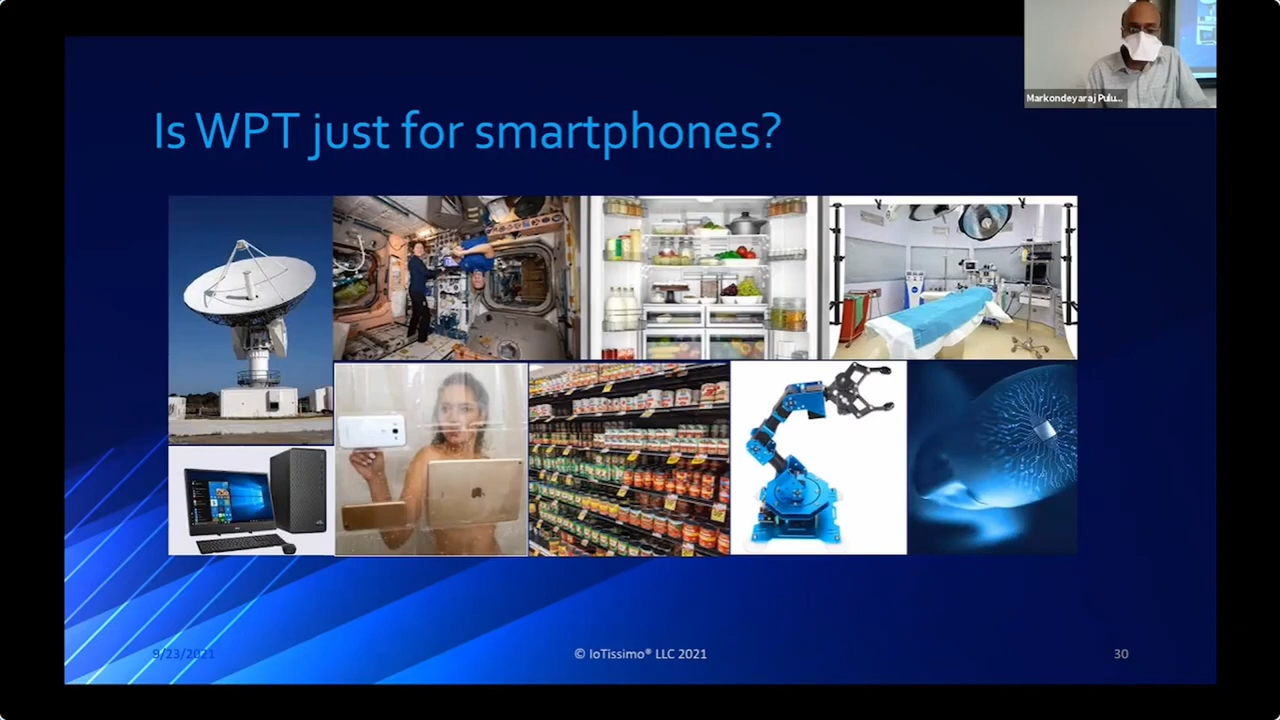 Markondeyaraj Pulu...
Is WPT just for smartphones?
9/23/2021
© IoTissimo® LLC 2021
30